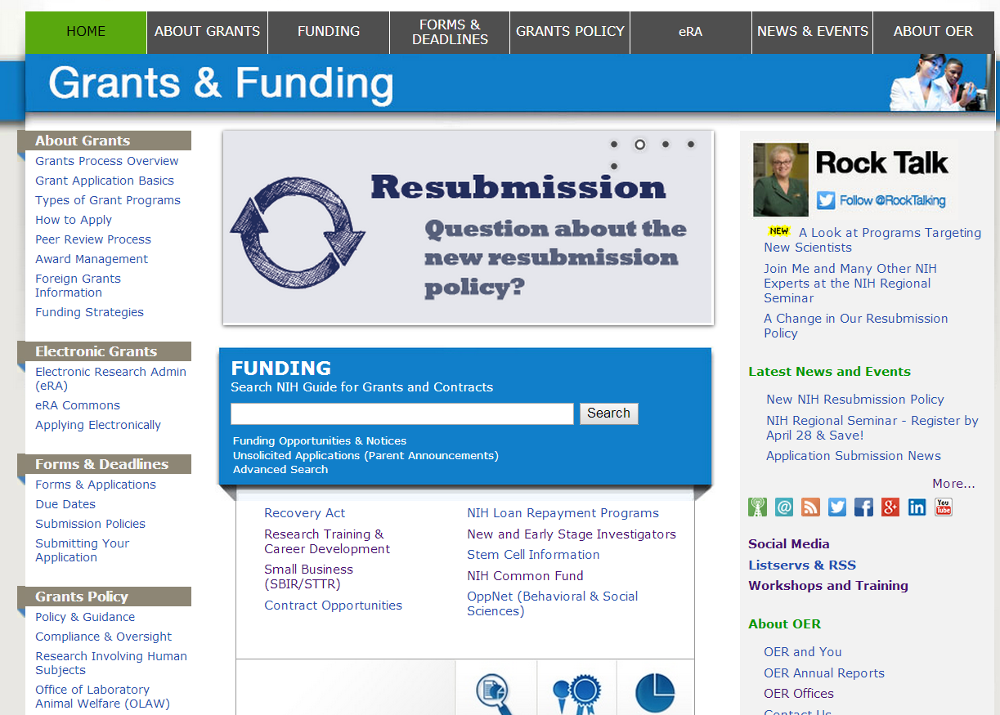 HOME
ABOUT GRANTS
FUNDING
FORMS &
DEADLINES
GRANTS POLICY
eRA
NEWS & EVENTS
ABOUT OER
Grants & Funding
About Grants
Grants Process Overview
Grant Application Basics
Types of Grant Programs
How to Apply
Peer Review Process
Award Management
Foreign Grants
Information
Funding Strategies
Electronic Grants
Electronic Research Admin
(eRA)
eRA Commons
Applying Electronically
Forms & Deadlines
Forms & Applications
Due Dates
Submission Policies
Submitting Your
Application
Grants Policy
Policy & Guidance
Compliance & Oversight
Research Involving Human
Subjects
Office of Laboratory
Animal Welfare (OLAW)
Resubmission
Question about the
new resubmission
policy?
FUNDING
Search NIH Guide for Grants and Contracts
Search
Funding Opportunities & Notices
Unsolicited Applications (Parent Announcements)
Advanced Search
Recovery Act
Research Training &
Career Development
Small Business
(SBIR/STTR)
Contract Opportunities
NIH Loan Repayment Programs
New and Early Stage Investigators
Stem Cell Information
NIH Common Fund
OppNet (Behavioral & Social
Sciences)
Rock Talk
Follow @RockTalking
NEW A Look at Programs Targeting
New Scientists
Join Me and Many Other NIH
Experts at the NIH Regional
Seminar
A Change in Our Resubmission
Policy
Latest News and Events
New NIH Resubmission Policy
NIH Regional Seminar - Register by
April 28 & Save!
Application Submission News
More...
You
Tube
Social Media
Listservs & RSS
Workshops and Training
About OER
OER and You
OER Annual Reports
OER Offices
Contact Us